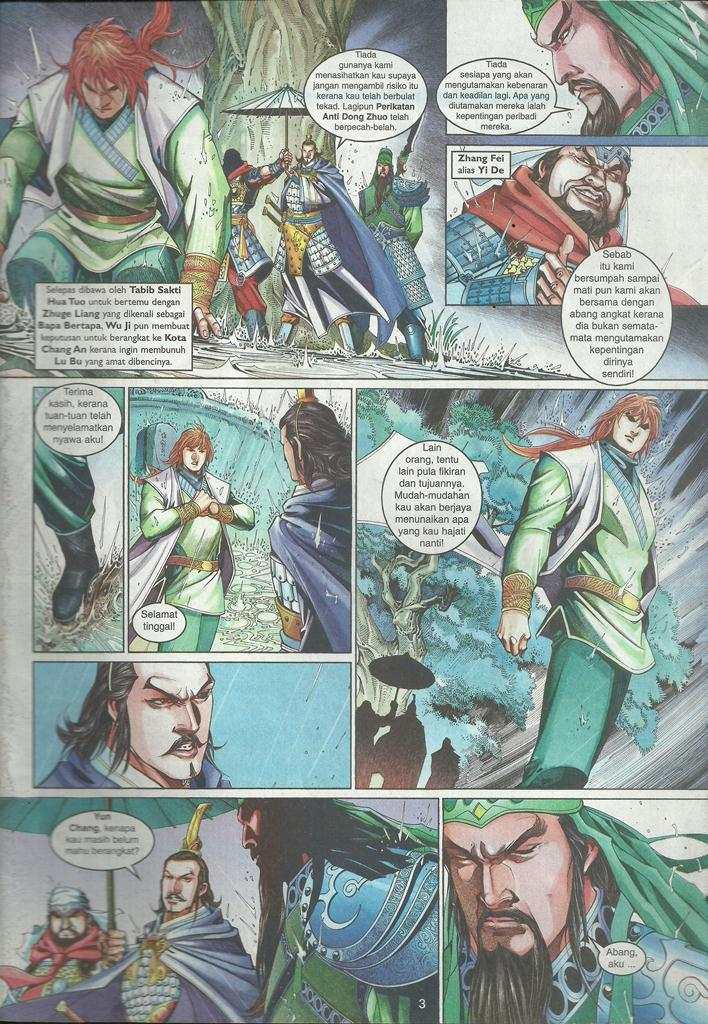 Tiada
gunanya kami
menasihatkan kau supaya
jangan mengambil risiko itu
kerana kau telah berbulat
tekad. Lagipun Perikatan
Anti Dong Zhuo telah
berpecah-belah.
Tiada
sesiapa yang akan
mengutamakan kebenaran
dan keadilan lagi. Apa yang
diutamakan mereka ialah
kepentingan peribadi
mereka.
Zhang Fei
alias Yi De
Sebab
itu kami
bersumpah sampai
mati pun kami akan
bersama dengan
abang angkat kerana
dia bukan semata-
mata mengutamakan
kepentingan
dirinya
sendiri!
Selepas dibawa oleh Tabib Sakti
Hua Tuo untuk bertemu dengan
Zhuge Liang yang dikenali sebagai
Bapa Bertapa, Wu Ji pun membuat
keputusan untuk berangkat ke Kota
Chang An kerana ingin membunuh
Lu Bu yang amat dibencinya.
Terima
kasih, kerana
tuan-tuan telah
menyelamatkan
nyawa aku!
Selamat
tinggal!
Lain
orang, tentu
lain pula fikiran
dan tujuannya.
Mudah-mudahan
kau akan berjaya
menunaikan apa
yang kau hajati
nanti!
Yun
Chang, kenapa
kau masih belum
mahu berangkat?
Abang,
aku ...
3